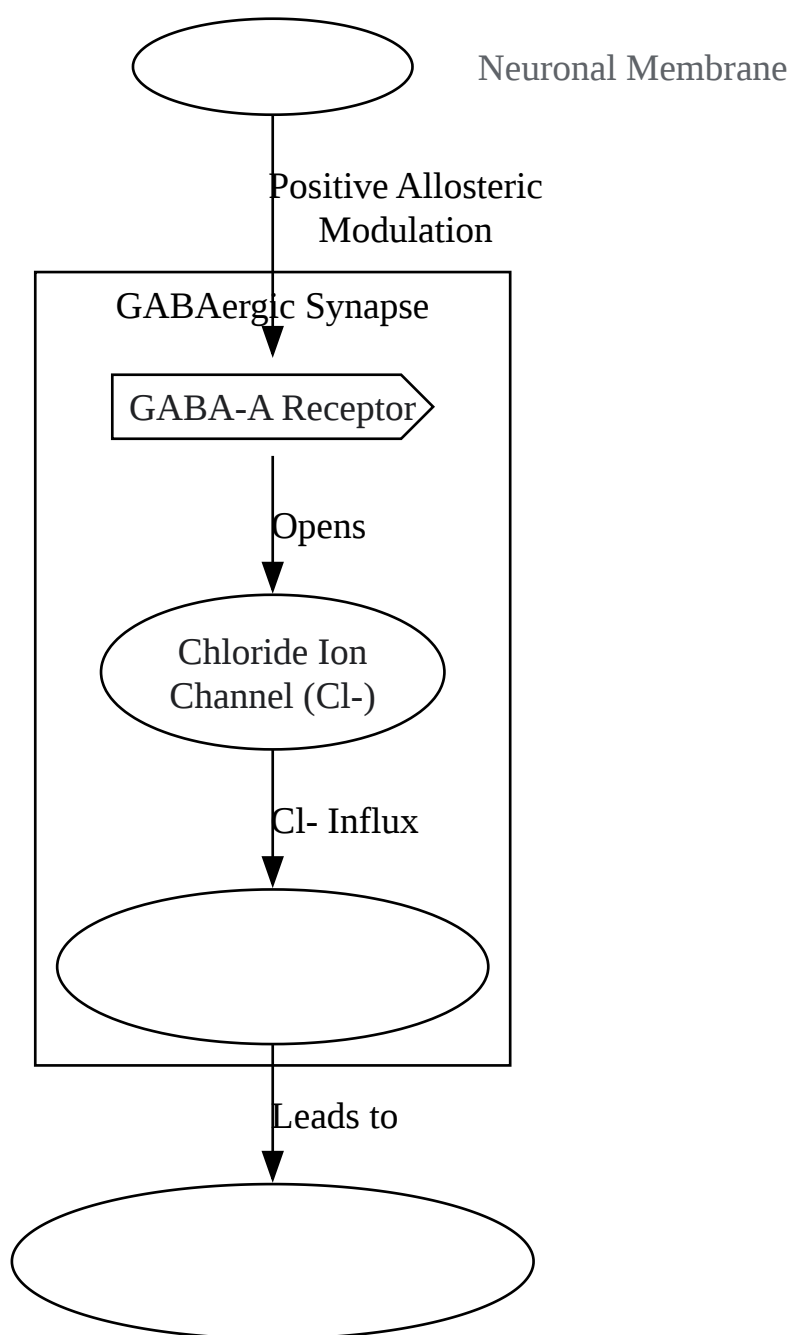 Neuronal Membrane
Positive Allosteric
Modulation
GABAergic Synapse
GABA-A Receptor
Opens
Chloride Ion
Channel (Cl-)
Cl- Influx
Leads to